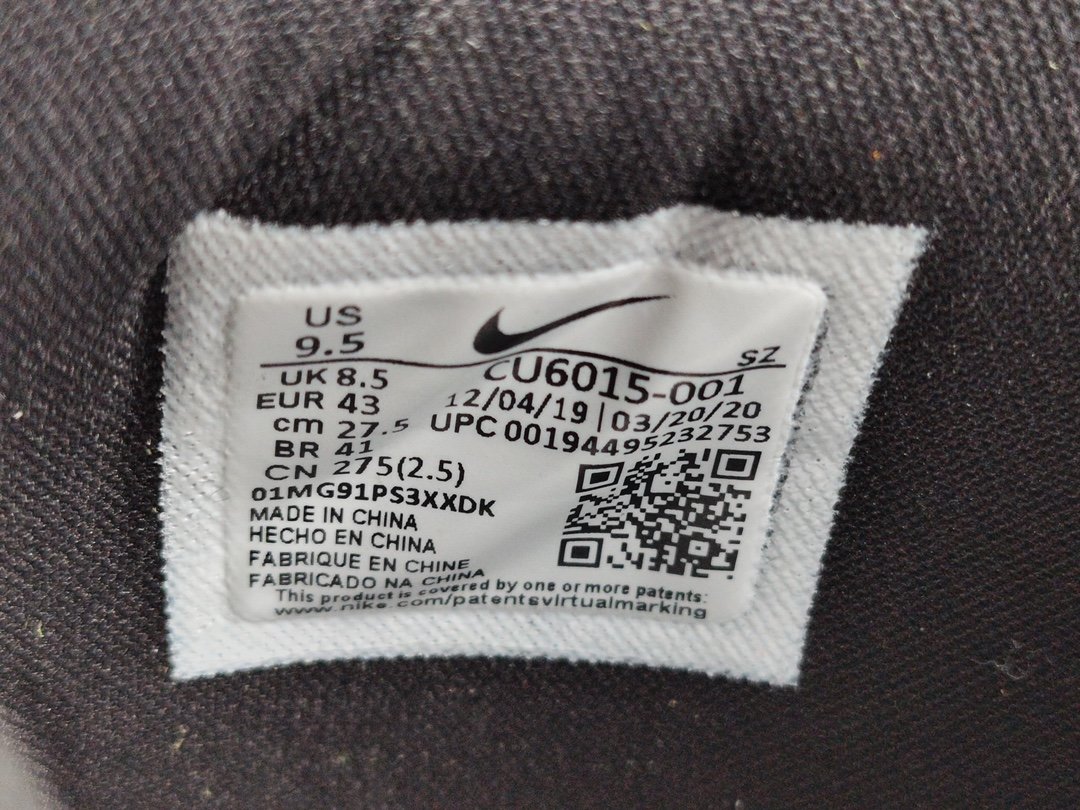 US
9.5
SZ
UK 8.5
CU6015-001
EUR 43
12/04/19 | 03/20/20
cm 27.5
UPC 00194495232753
BR 41
CN 275(2.5)
01MG91PS3XXDK
MADE IN CHINA
HECHO EN CHINA
FABRIQUE EN CHINE
FABRICADO NA CHINA
This product is covered by one or more patents:
www.nike.com/patentsvirtualmarking